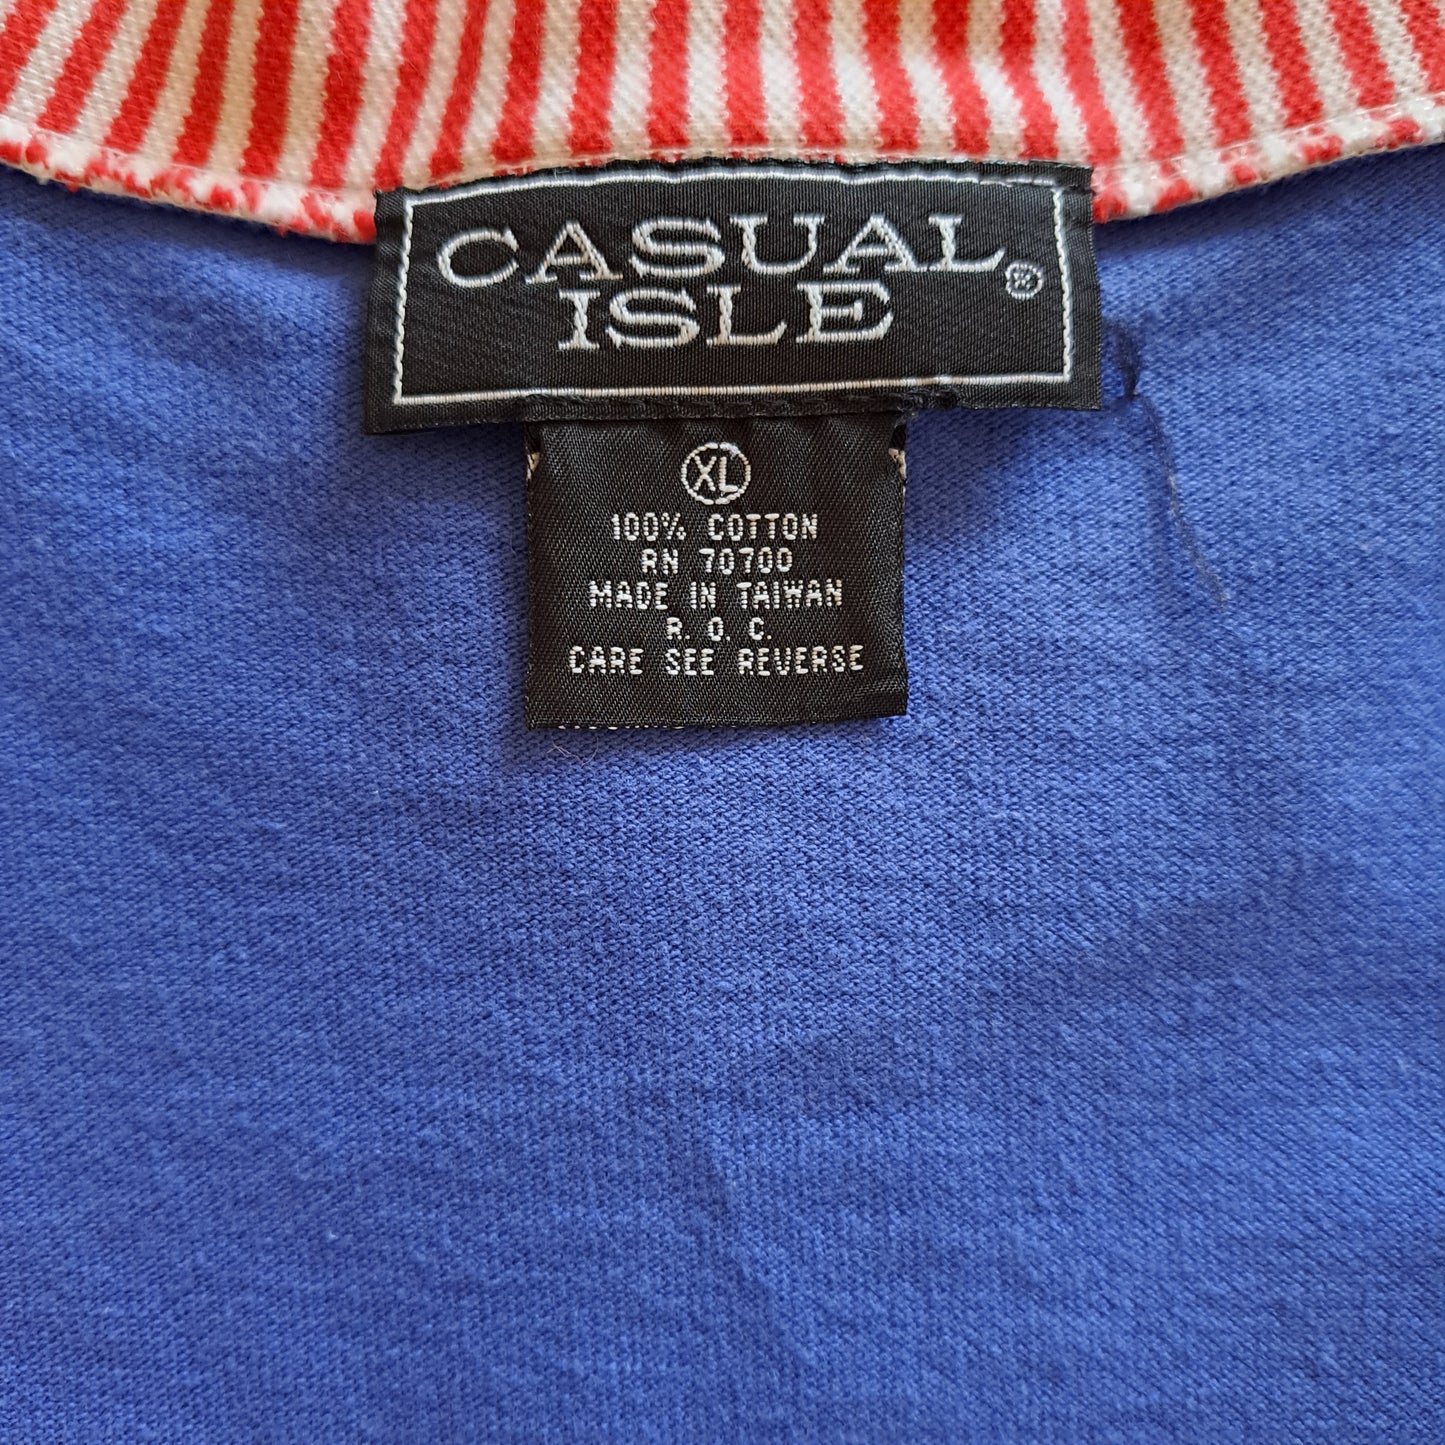 CASUAL
ISLE®
XL
100% COTTON
RN 70700
MADE IN TAIWAN
R. O. C.
CARE SEE REVERSE